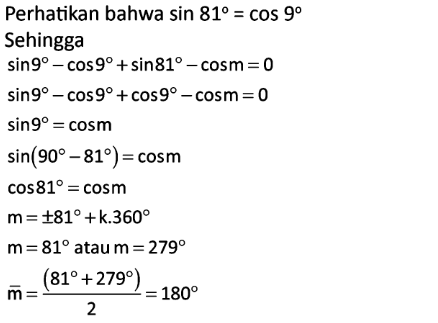 Perhatikan bahwa sin 81° = cos 9°
Sehingga
sin9° − cos9° + sin81° − cosm = 0
sin9° − cos9° + cos9° − cosm = 0
sin9° = cosm
sin(90° − 81°) = cosm
cos81° = cosm
m = ±81° + k.360°
m = 81° atau m = 279°
m̅ = (81° + 279°)/2 = 180°